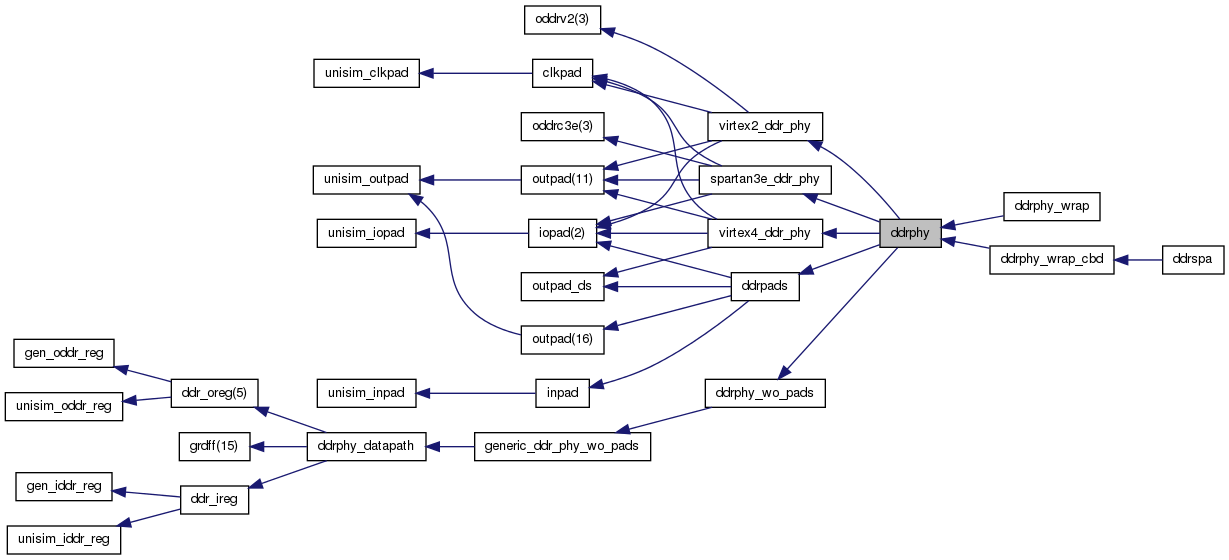 oddrv2(3)
unisim_clkpad
clkpad
oddrc3e(3)
virtex2_ddr_phy
unisim_outpad
outpad(11)
spartan3e_ddr_phy
ddrphy_wrap
unisim_iopad
iopad(2)
virtex4_ddr_phy
ddrphy
ddrphy_wrap_cbd
ddrspa
outpad_ds
ddrpads
outpad(16)
gen_oddr_reg
ddr_oreg(5)
unisim_inpad
inpad
ddrphy_wo_pads
unisim_oddr_reg
grdff(15)
ddrphy_datapath
generic_ddr_phy_wo_pads
gen_iddr_reg
ddr_ireg
unisim_iddr_reg